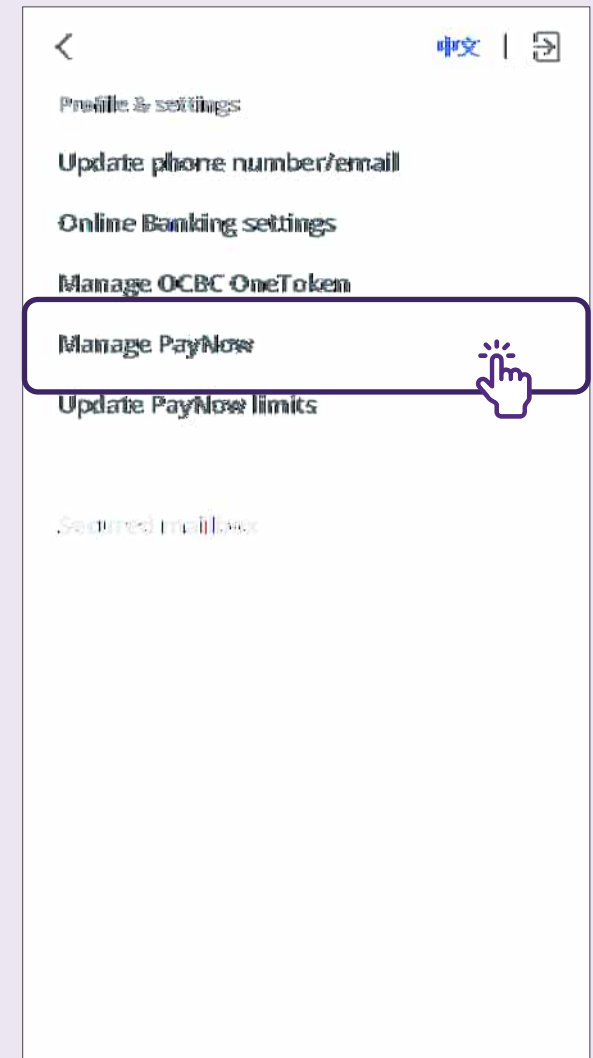 中文 |
Profile & settings
Update phone number/email
Online Banking settings
Manage OCBC OneToken
Manage PayNow
Update PayNow limits
Secured mailbox